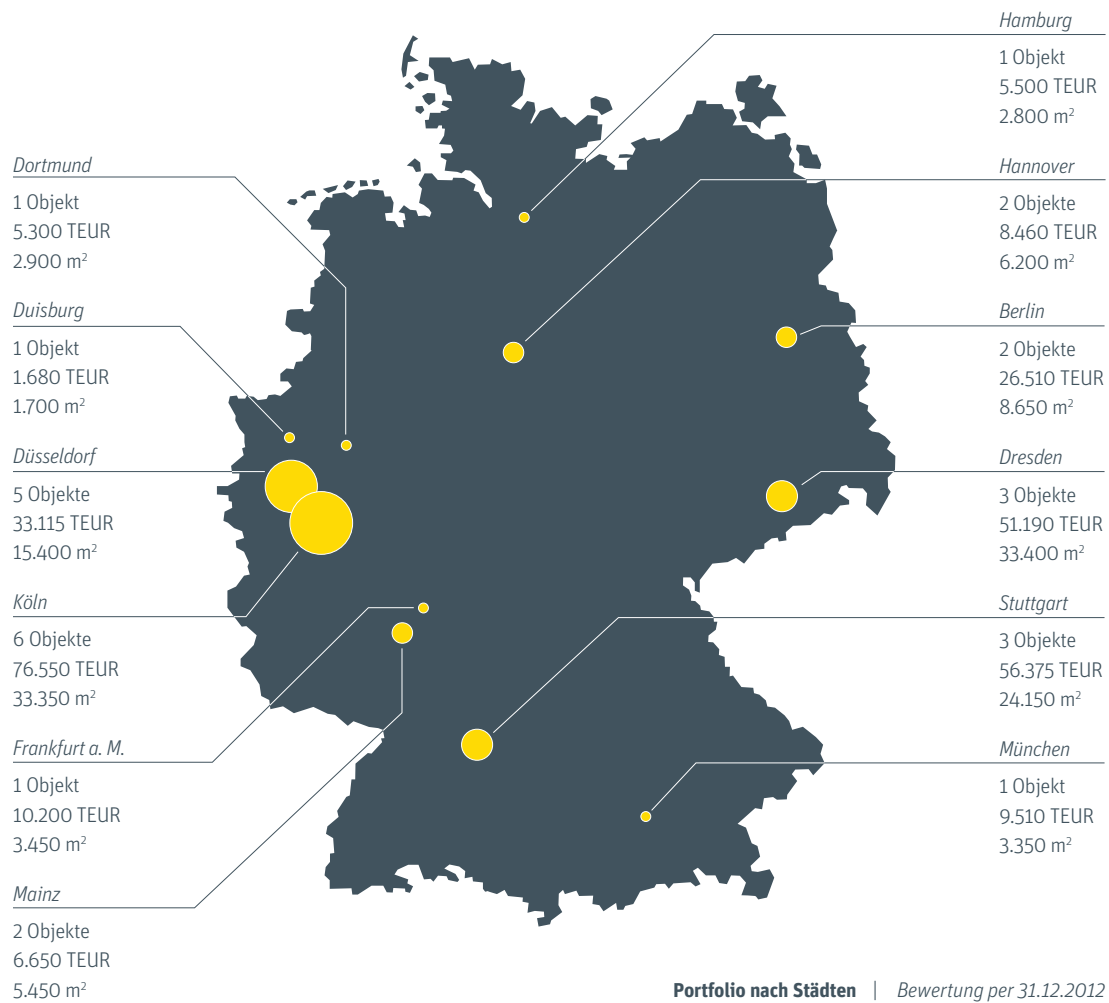 Hamburg
1 Objekt
5.500 TEUR
2.800 m²
Dortmund
1 Objekt
5.300 TEUR
2.900 m²
Hannover
2 Objekte
8.460 TEUR
6.200 m²
Duisburg
1 Objekt
1.680 TEUR
1.700 m²
Berlin
2 Objekte
26.510 TEUR
8.650 m²
Düsseldorf
5 Objekte
33.115 TEUR
15.400 m²
Dresden
3 Objekte
51.190 TEUR
33.400 m²
Köln
6 Objekte
76.550 TEUR
33.350 m²
Stuttgart
3 Objekte
56.375 TEUR
24.150 m²
Frankfurt a. M.
1 Objekt
10.200 TEUR
3.450 m²
München
1 Objekt
9.510 TEUR
3.350 m²
Mainz
2 Objekte
6.650 TEUR
5.450 m²
Portfolio nach Städten | Bewertung per 31.12.2012